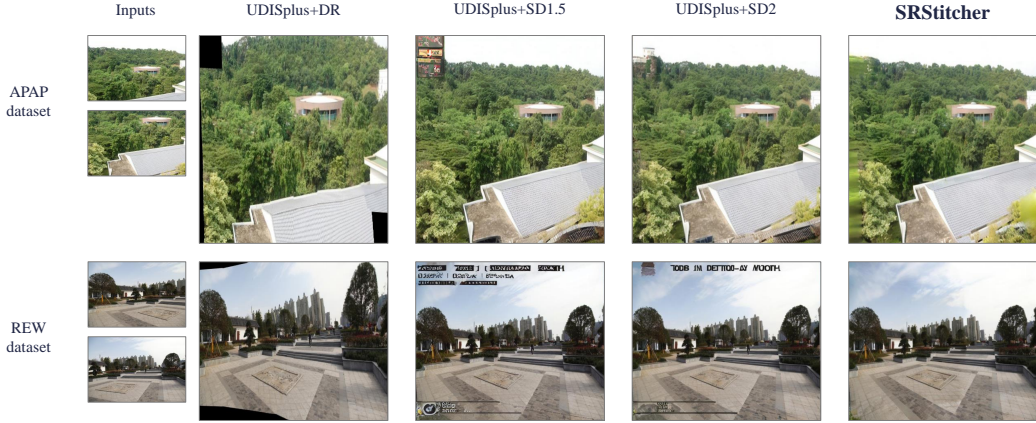 Inputs UDISplus+DR UDISplus+SD1.5 UDISplus+SD2 SRStitcher
APAP
dataset
REW
dataset